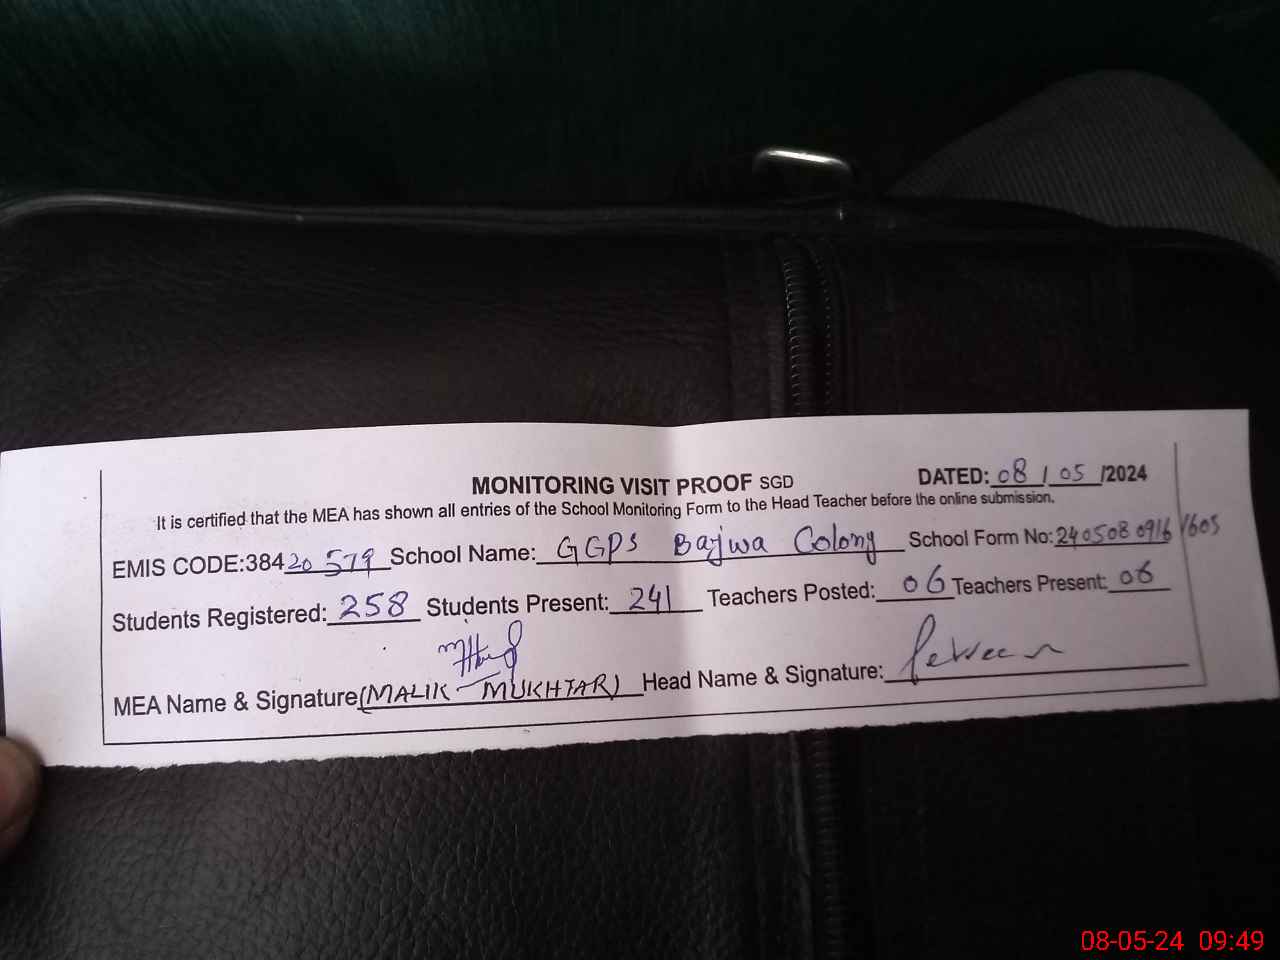 MONITORING VISIT PROOF SGD DATED: 08/05/2024
It is certified that the MEA has shown all entries of the School Monitoring Form to the Head Teacher before the online submission.
EMIS CODE:38420579 School Name: GGPS Bajwa Colony School Form No: 24050809161605
Students Registered: 258 Students Present: 241 Teachers Posted: 06 Teachers Present: 06
MEA Name & Signature (MALIK MUKHTAR) Head Name & Signature:
08-05-24 09:49